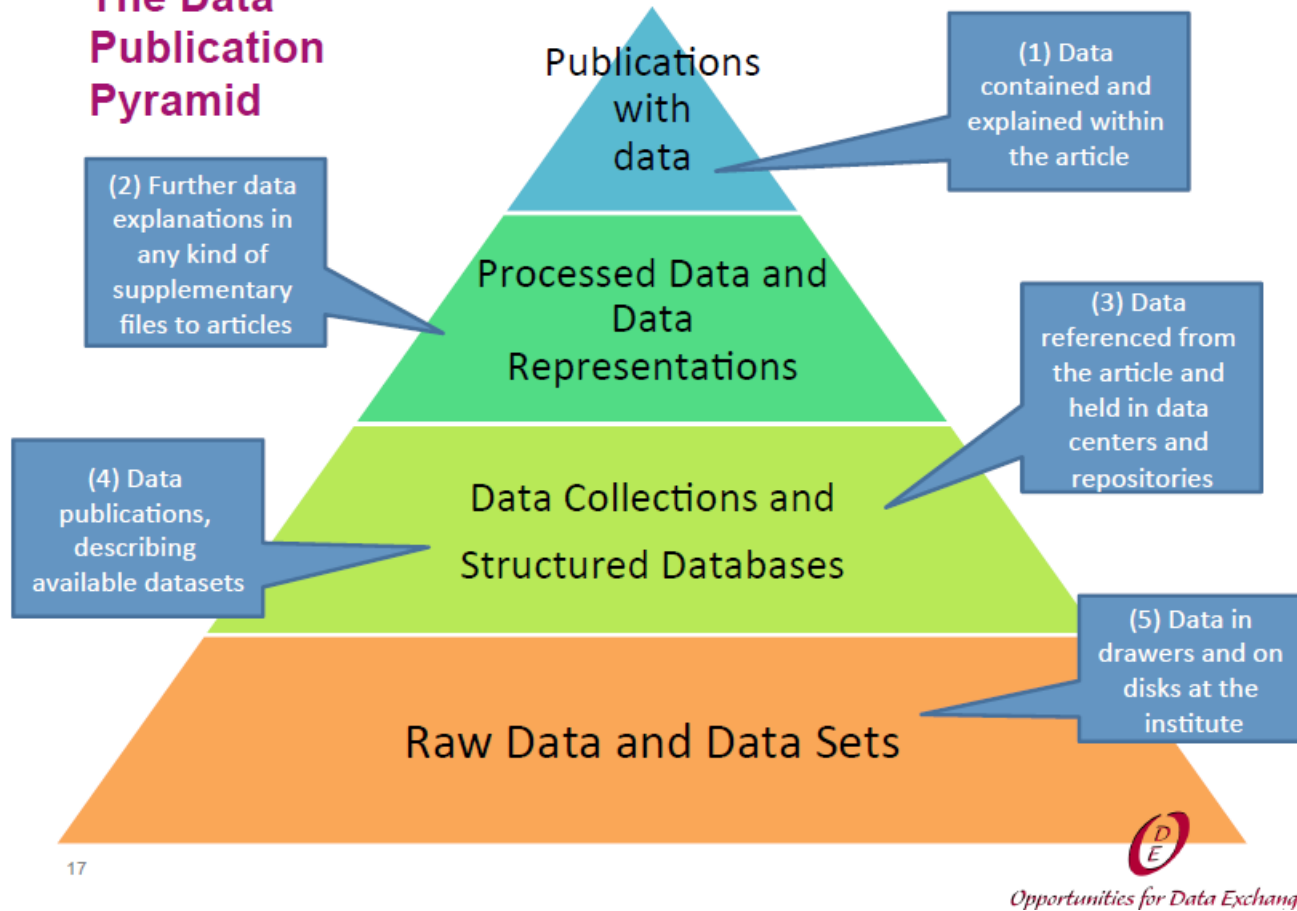 The Data
Publication
Pyramid
Publications
with
data
(1) Data
contained and
explained within
the article
(2) Further data
explanations in
any kind of
supplementary
files to articles
Processed Data and
Data
Representations
(3) Data
referenced from
the article and
held in data
centers and
repositories
(4) Data
publications,
describing
available datasets
Data Collections and
Structured Databases
(5) Data in
drawers and on
disks at the
institute
Raw Data and Data Sets
17
O D E
Opportunities for Data Exchang